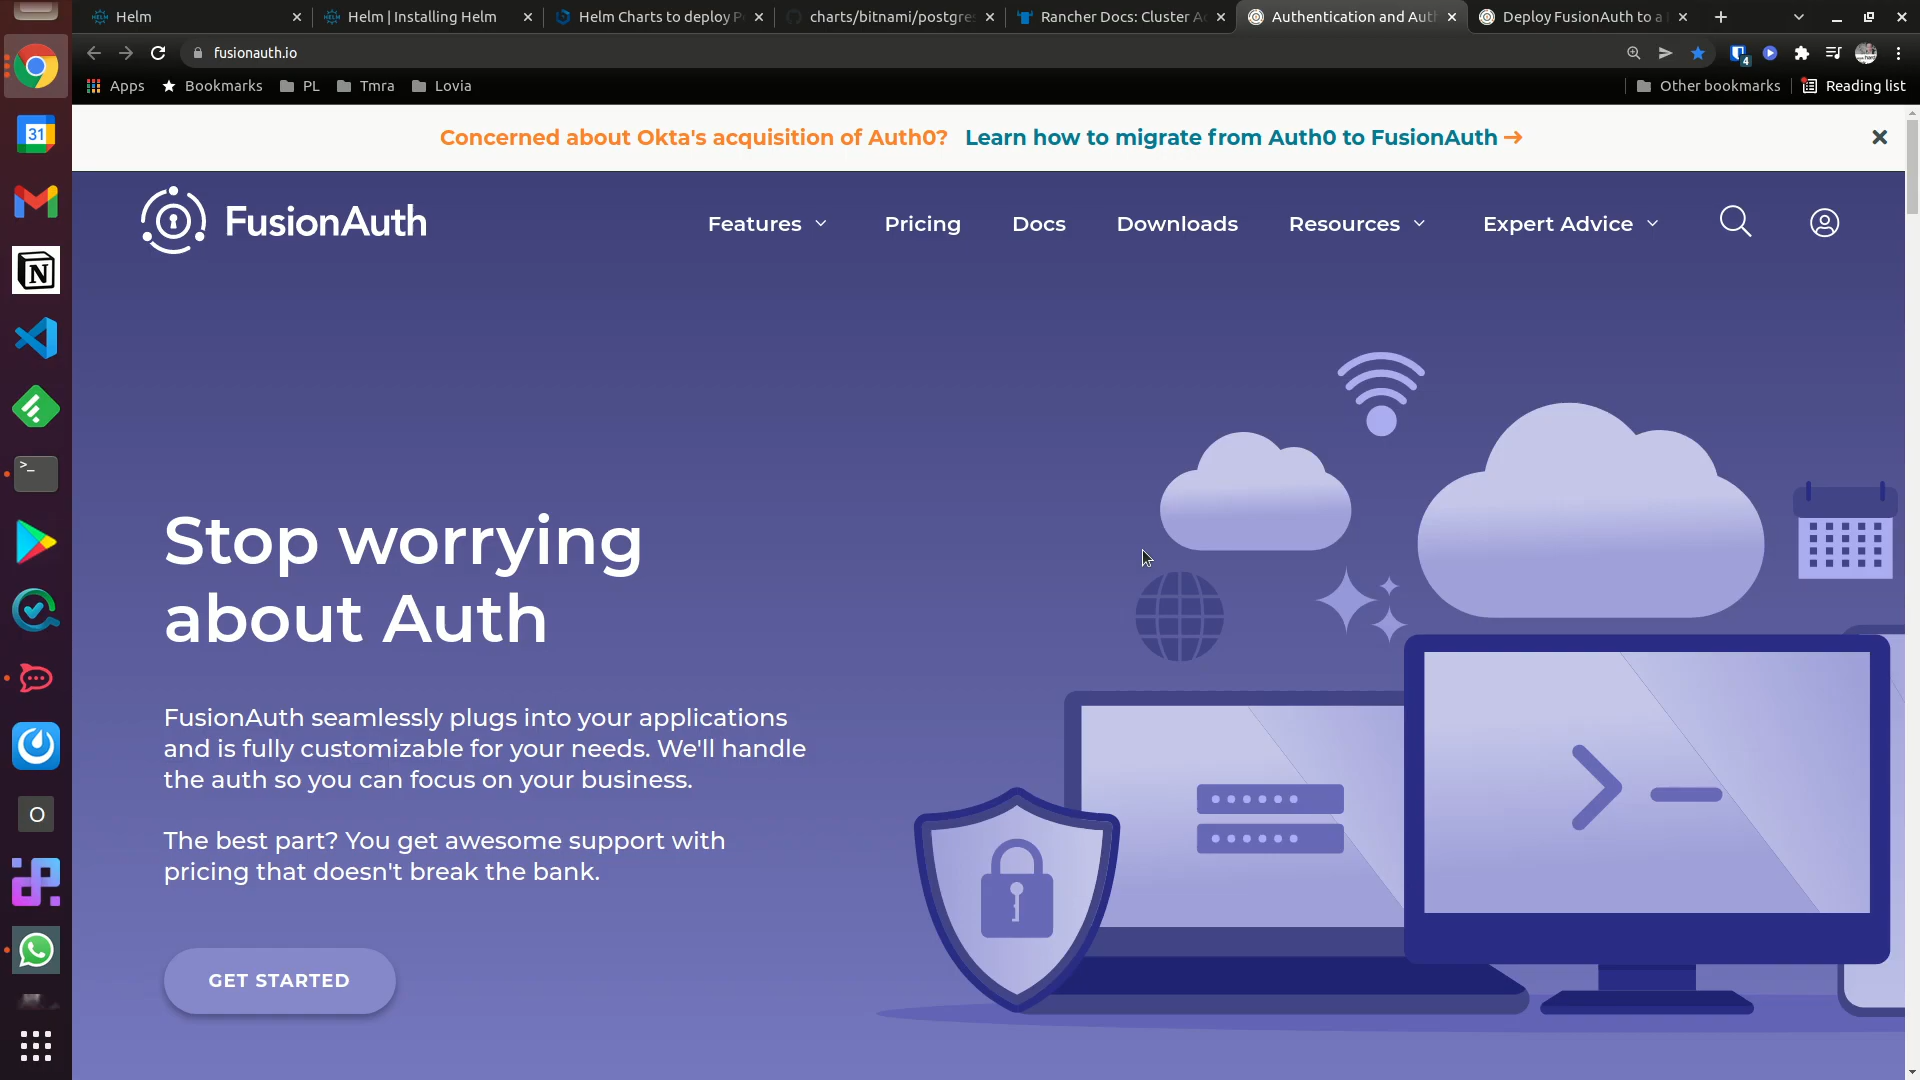 Helm
Helm | Installing Helm
Helm Charts to deploy P
charts/bitnami/postgre
Rancher Docs: Cluster A
Authentication and Aut
Deploy FusionAuth to a
fusionauth.io
4
Apps
Bookmarks
PL
Tmra
Lovia
Other bookmarks
Reading list
31
Concerned about Okta's acquisition of Auth0? Learn how to migrate from Auth0 to FusionAuth →
FusionAuth
Features
Pricing
Docs
Downloads
Resources
Expert Advice
Stop worrying
about Auth
FusionAuth seamlessly plugs into your applications
and is fully customizable for your needs. We'll handle
the auth so you can focus on your business.
The best part? You get awesome support with
pricing that doesn't break the bank.
GET STARTED
O